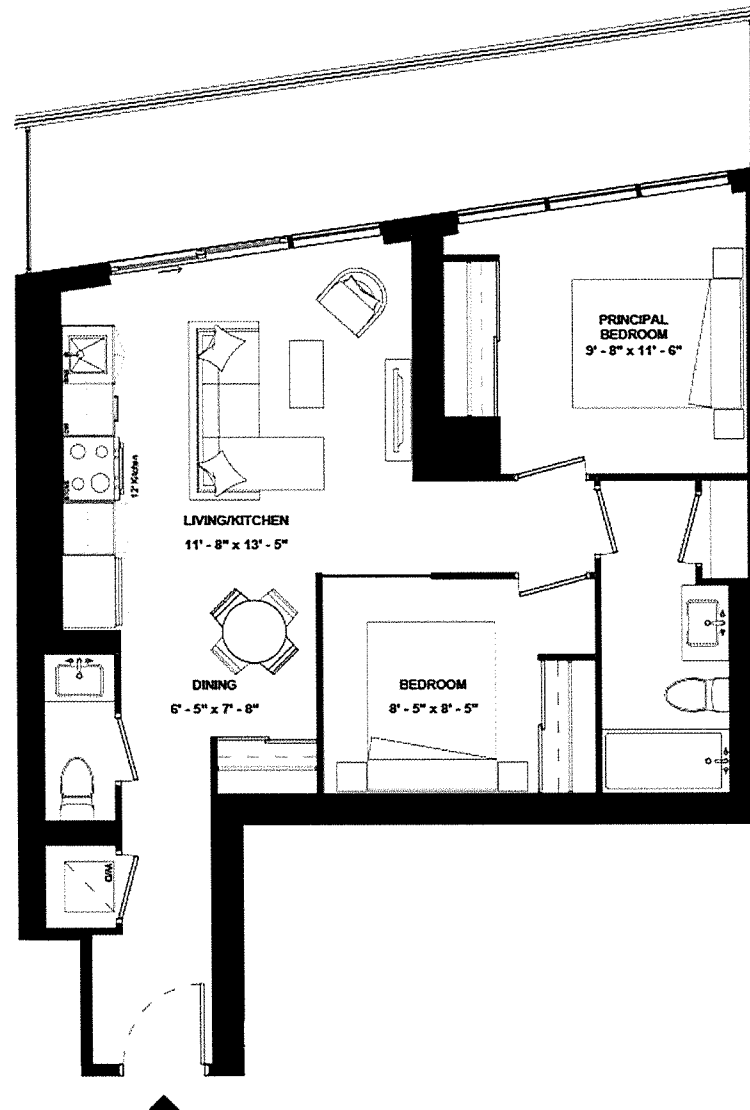 PRINCIPAL
BEDROOM
9' - 8" x 11' - 6"
12' Kitchen
LIVING/KITCHEN
11' - 8" x 13' - 5"
DINING
6' - 5" x 7' - 8"
BEDROOM
8' - 5" x 8' - 5"
W/D